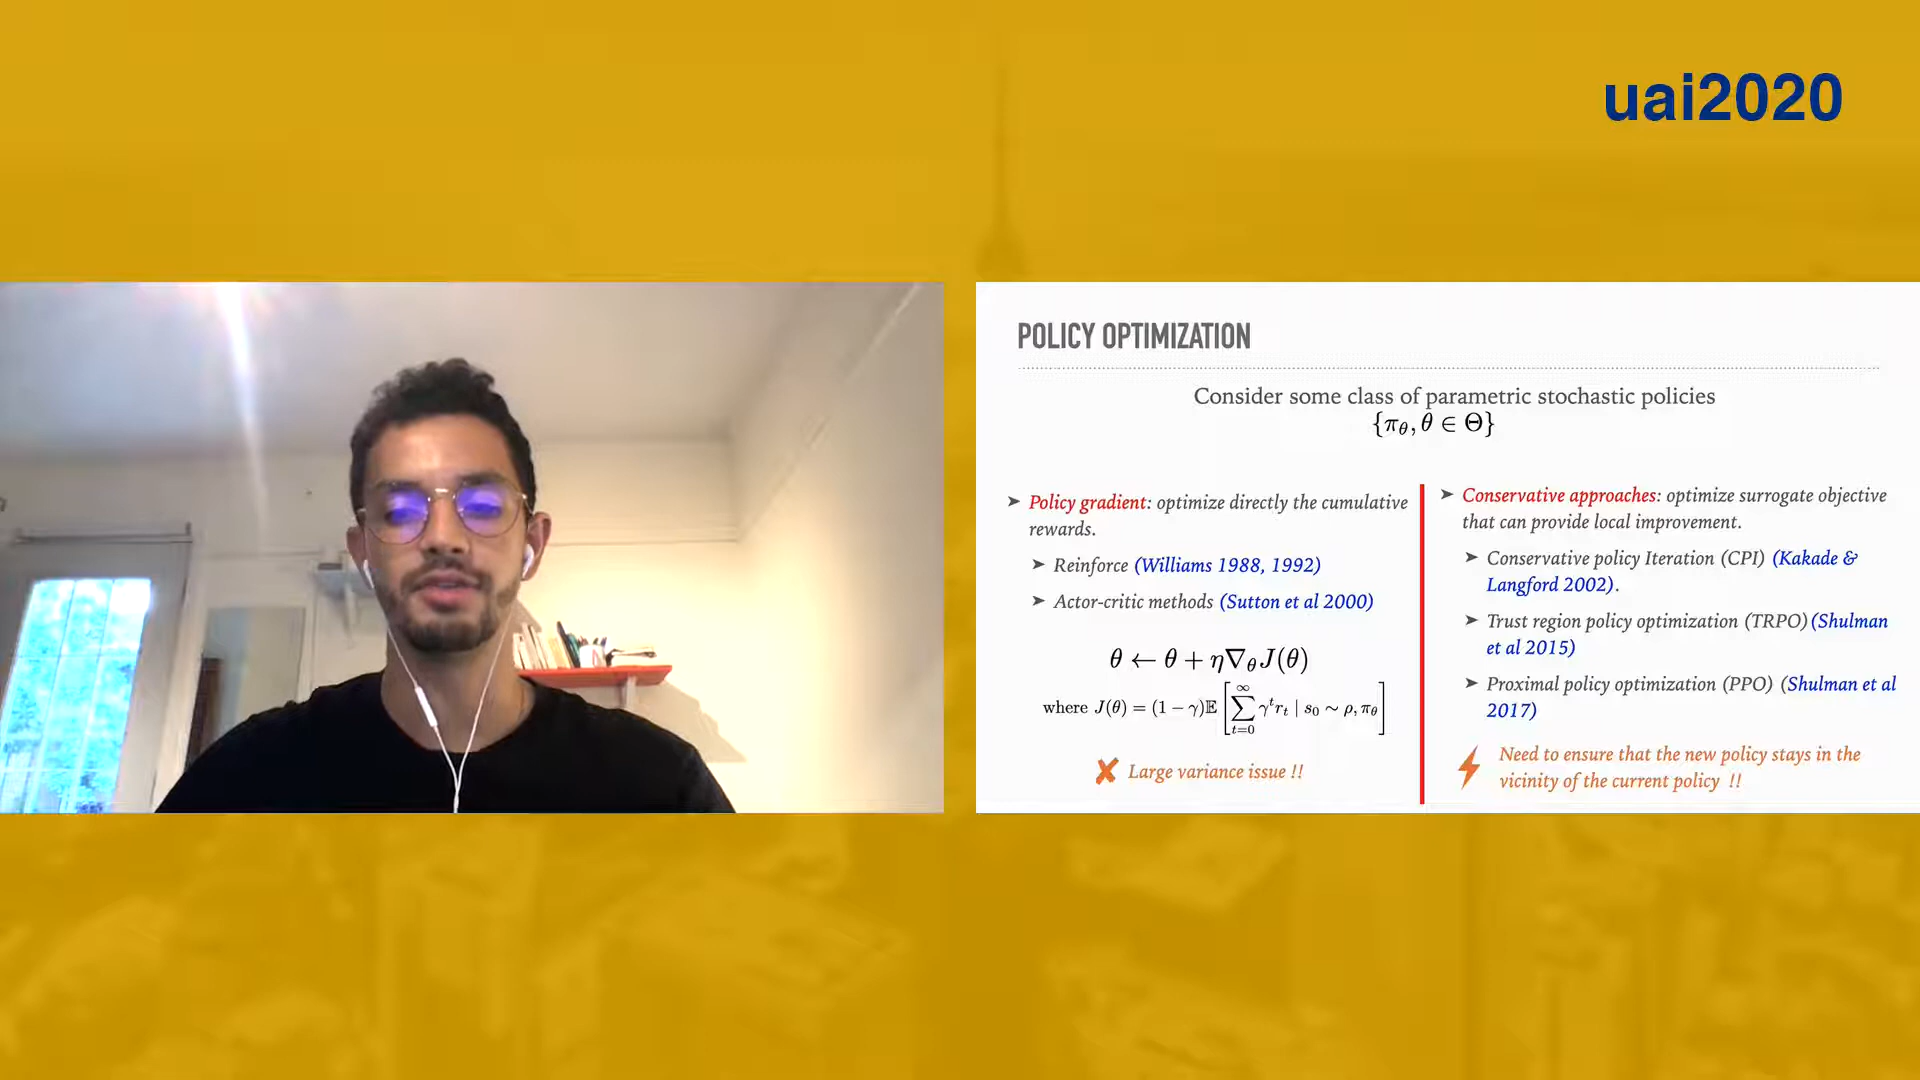 uai2020
POLICY OPTIMIZATION
Consider some class of parametric stochastic policies
{π_θ, θ ∈ Θ}
➤ Policy gradient: optimize directly the cumulative
rewards.
➤ Reinforce (Williams 1988, 1992)
➤ Actor-critic methods (Sutton et al 2000)
θ ← θ + η∇_θ J(θ)
where J(θ) = (1 − γ)𝔼 [∑_{t=0}^{∞} γ^t r_t | s_0 ∼ ρ, π_θ]
✘ Large variance issue !!
➤ Conservative approaches: optimize surrogate objective
that can provide local improvement.
➤ Conservative policy Iteration (CPI) (Kakade &
Langford 2002).
➤ Trust region policy optimization (TRPO) (Shulman
et al 2015)
➤ Proximal policy optimization (PPO) (Shulman et al
2017)
Need to ensure that the new policy stays in the
vicinity of the current policy !!